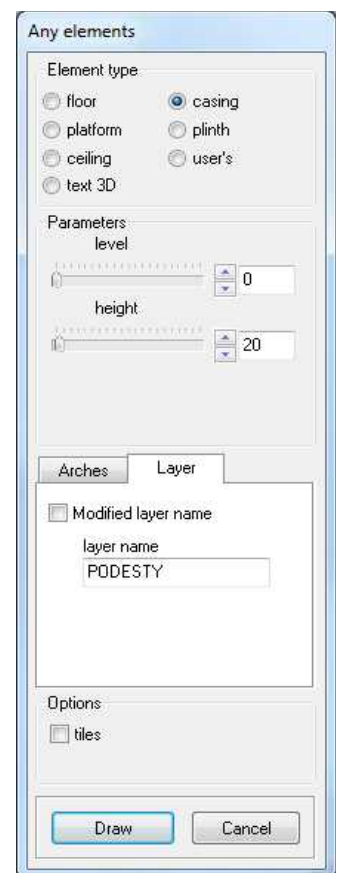 Any elements
Element type
floor casing
platform plinth
ceiling user's
text 3D
Parameters
level
0
height
20
Arches Layer
Modified layer name
layer name
PODESTY
Options
tiles
Draw Cancel